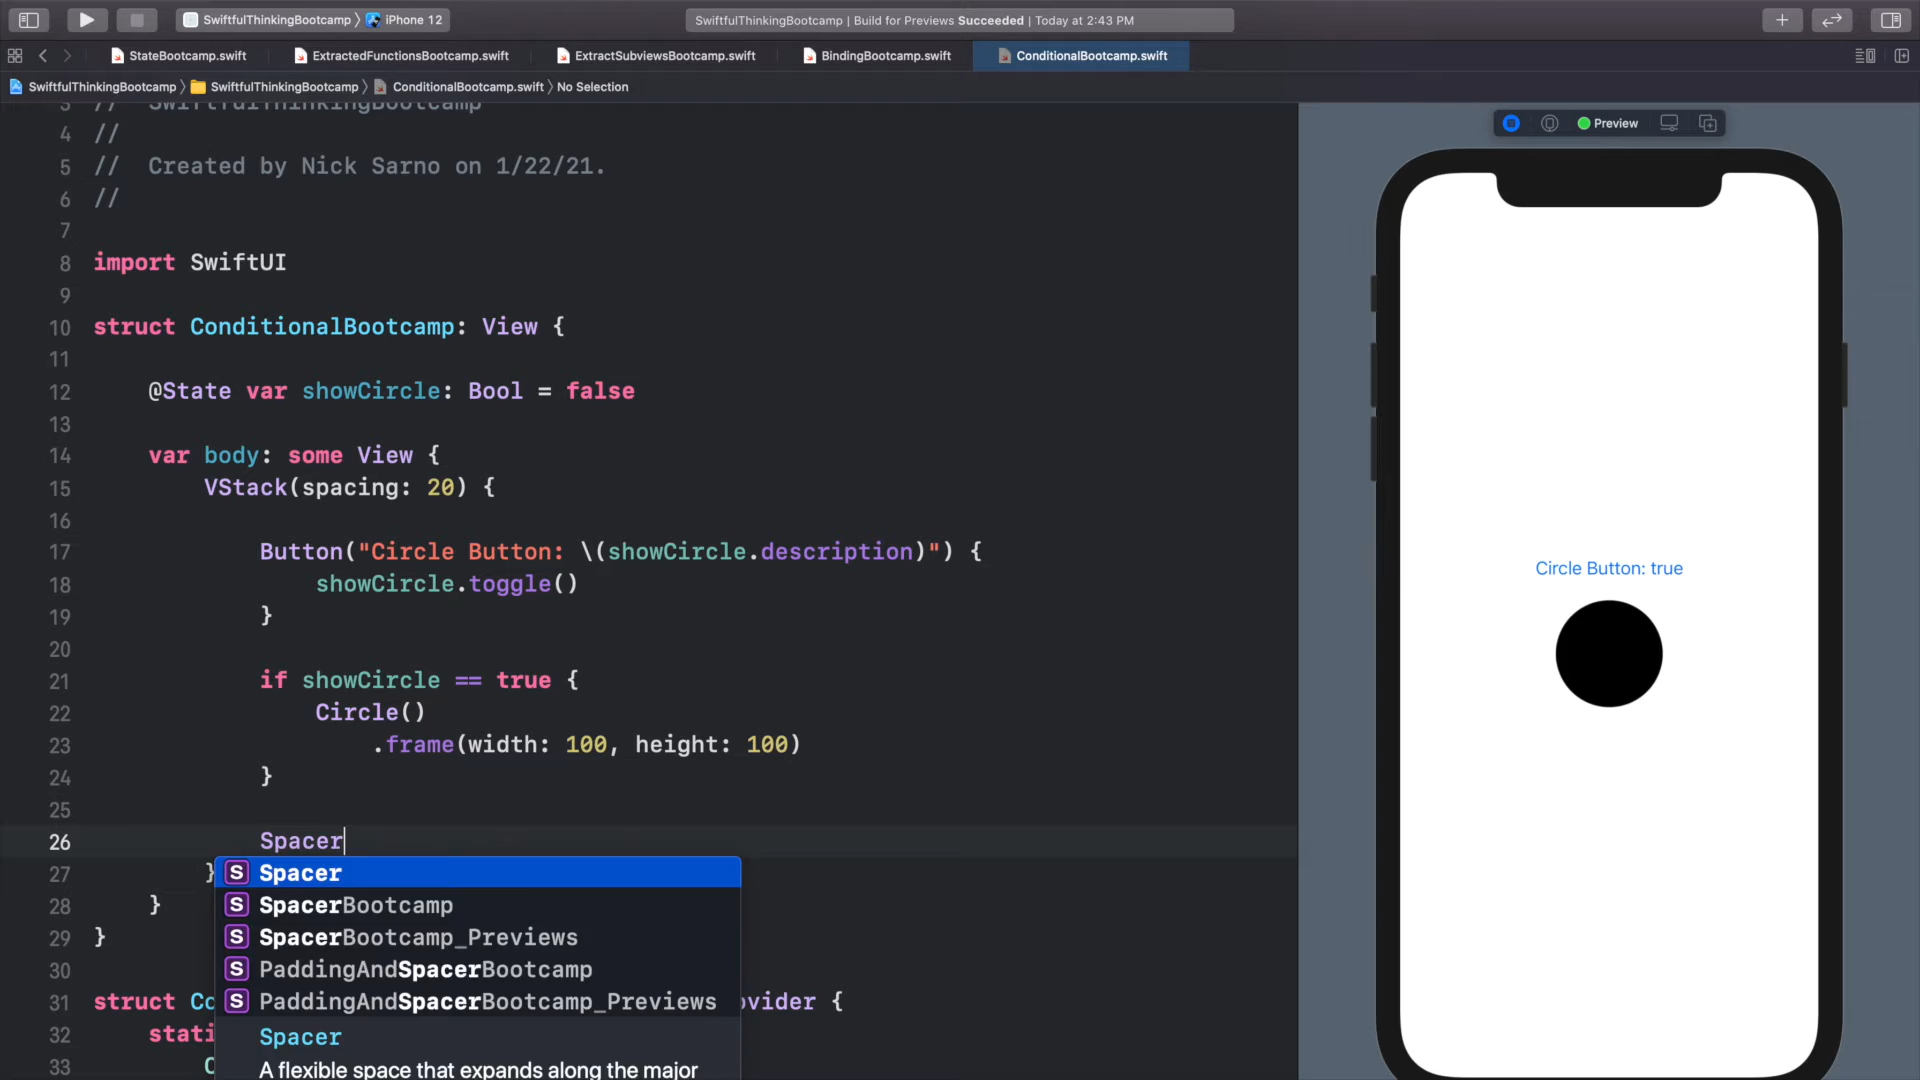 SwiftfulThinkingBootcamp 〉 iPhone 12
SwiftfulThinkingBootcamp | Build for Previews Succeeded | Today at 2:43 PM
StateBootcamp.swift ExtractedFunctionsBootcamp.swift ExtractSubviewsBootcamp.swift BindingBootcamp.swift ConditionalBootcamp.swift
SwiftfulThinkingBootcamp 〉 SwiftfulThinkingBootcamp 〉 ConditionalBootcamp.swift 〉 No Selection
3 // SwiftfulThinkingBootcamp
4 //
5 // Created by Nick Sarno on 1/22/21.
6 //
7
8 import SwiftUI
9
10 struct ConditionalBootcamp: View {
11
12 @State var showCircle: Bool = false
13
14 var body: some View {
15 VStack(spacing: 20) {
16
17 Button("Circle Button: \(showCircle.description)") {
18 showCircle.toggle()
19 }
20
21 if showCircle == true {
22 Circle()
23 .frame(width: 100, height: 100)
24 }
25
26 Spacer
27 }
28 }
29 }
30
31 struct Co ovider {
32 stati
33 C
S Spacer
S SpacerBootcamp
S SpacerBootcamp_Previews
S PaddingAndSpacerBootcamp
S PaddingAndSpacerBootcamp_Previews
Spacer
A flexible space that expands along the major
Preview
Circle Button: true